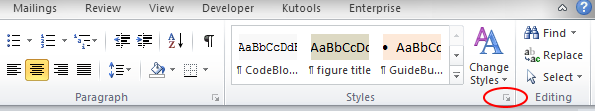 Mailings Review View Developer Kutools Enterprise
AaBbCcDdE AaBbCcDd • AaBbCc
¶ CodeBlo... ¶ figure title ¶ GuideBu...
Change
Styles
Find
Replace
Select
Paragraph
Styles
Editing